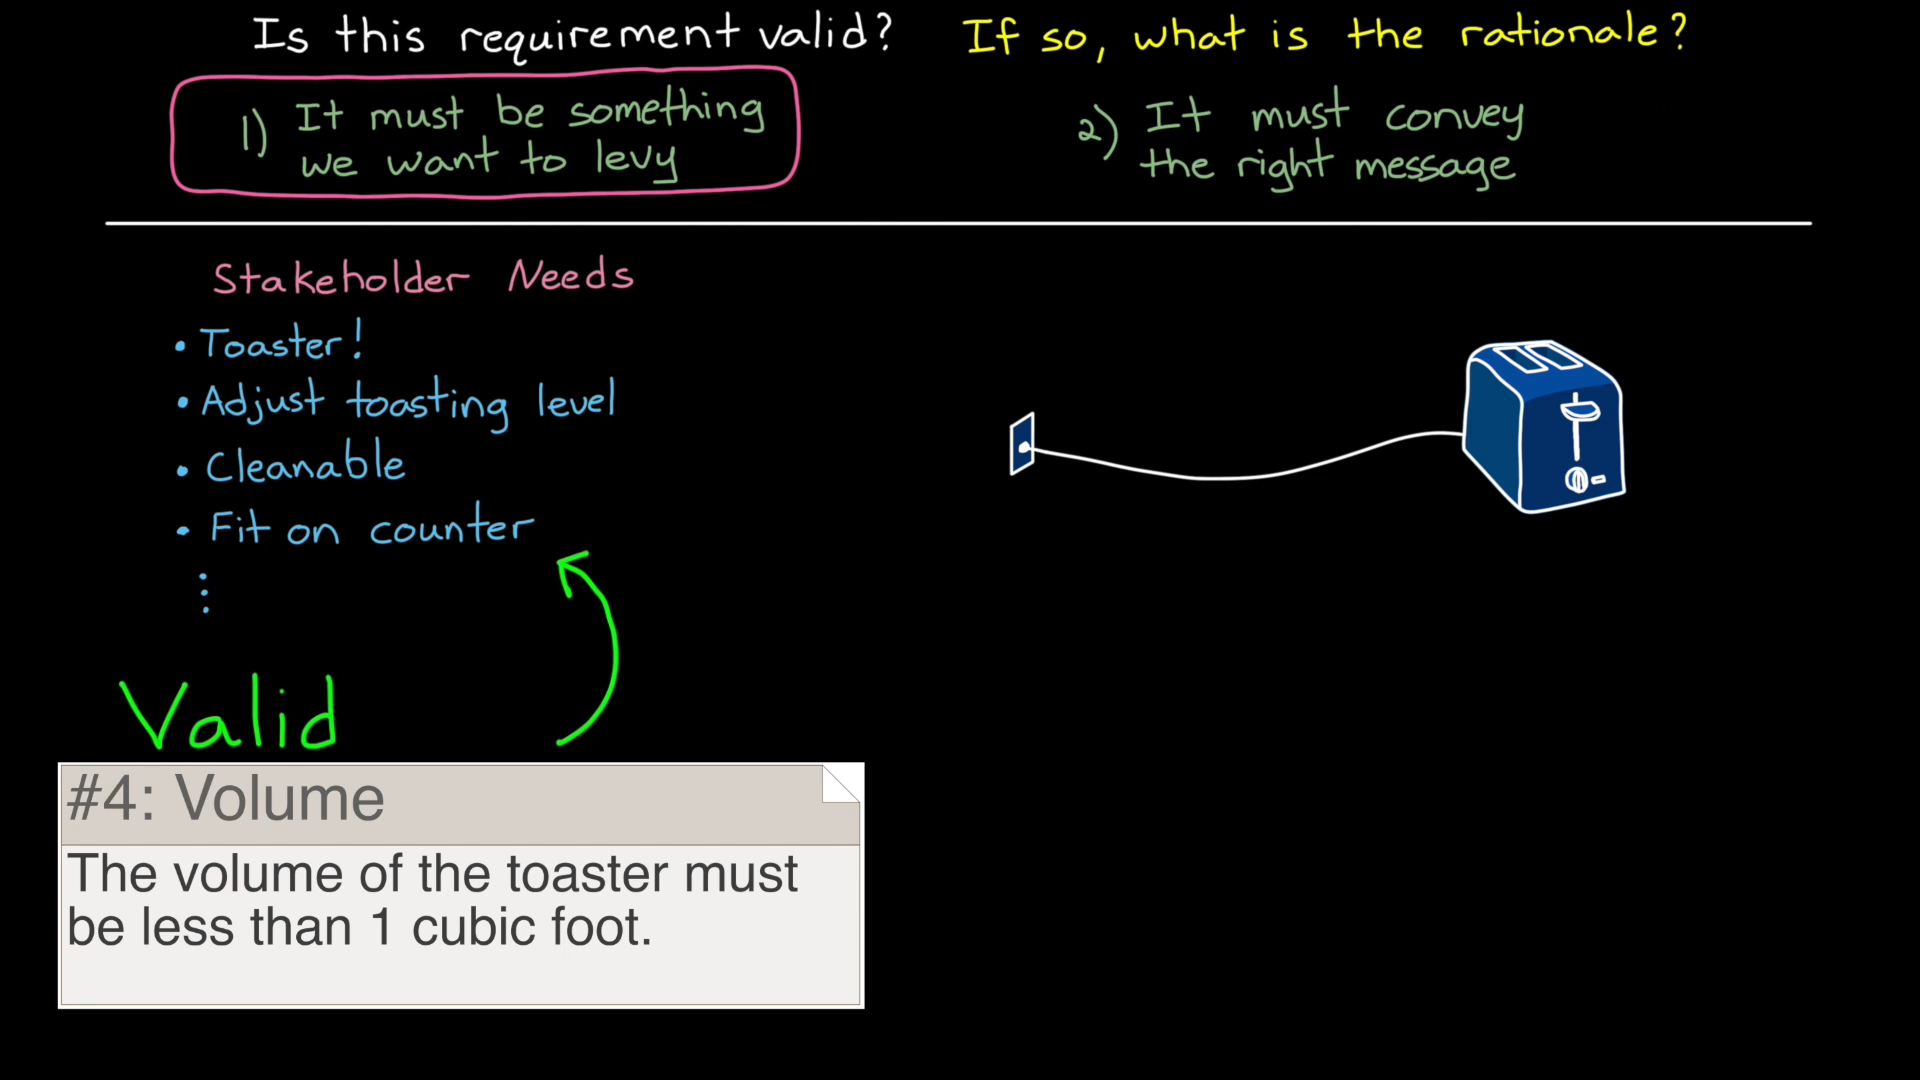 Is this requirement valid? If so, what is the rationale?
1) It must be something
we want to levy
2) It must convey
the right message
Stakeholder Needs
• Toaster!
• Adjust toasting level
• Cleanable
• Fit on counter
⋮
Valid
#4: Volume
The volume of the toaster must
be less than 1 cubic foot.